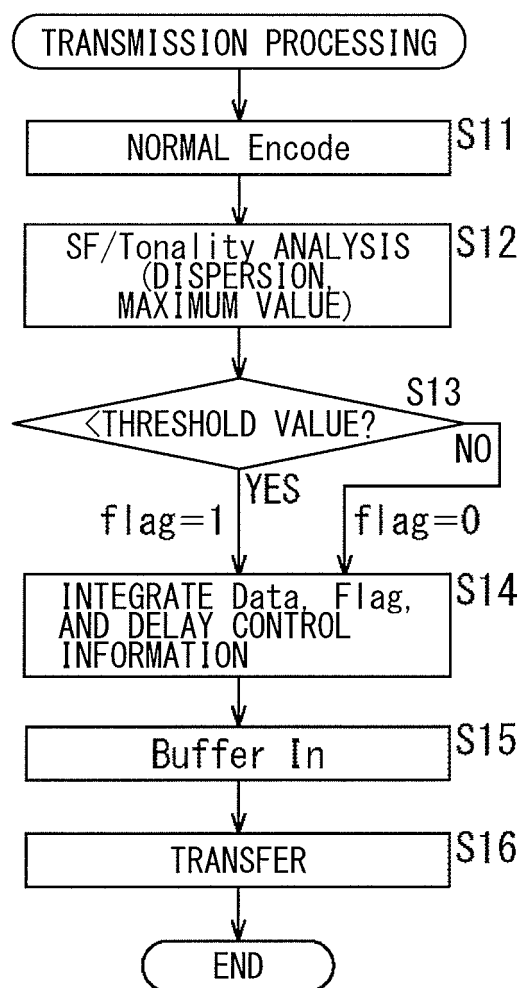 TRANSMISSION PROCESSING
S11
NORMAL Encode
S12
SF/Tonality ANALYSIS
(DISPERSION,
MAXIMUM VALUE)
S13
<THRESHOLD VALUE?
NO
YES
flag=1
flag=0
S14
INTEGRATE Data, Flag,
AND DELAY CONTROL
INFORMATION
S15
Buffer In
S16
TRANSFER
END